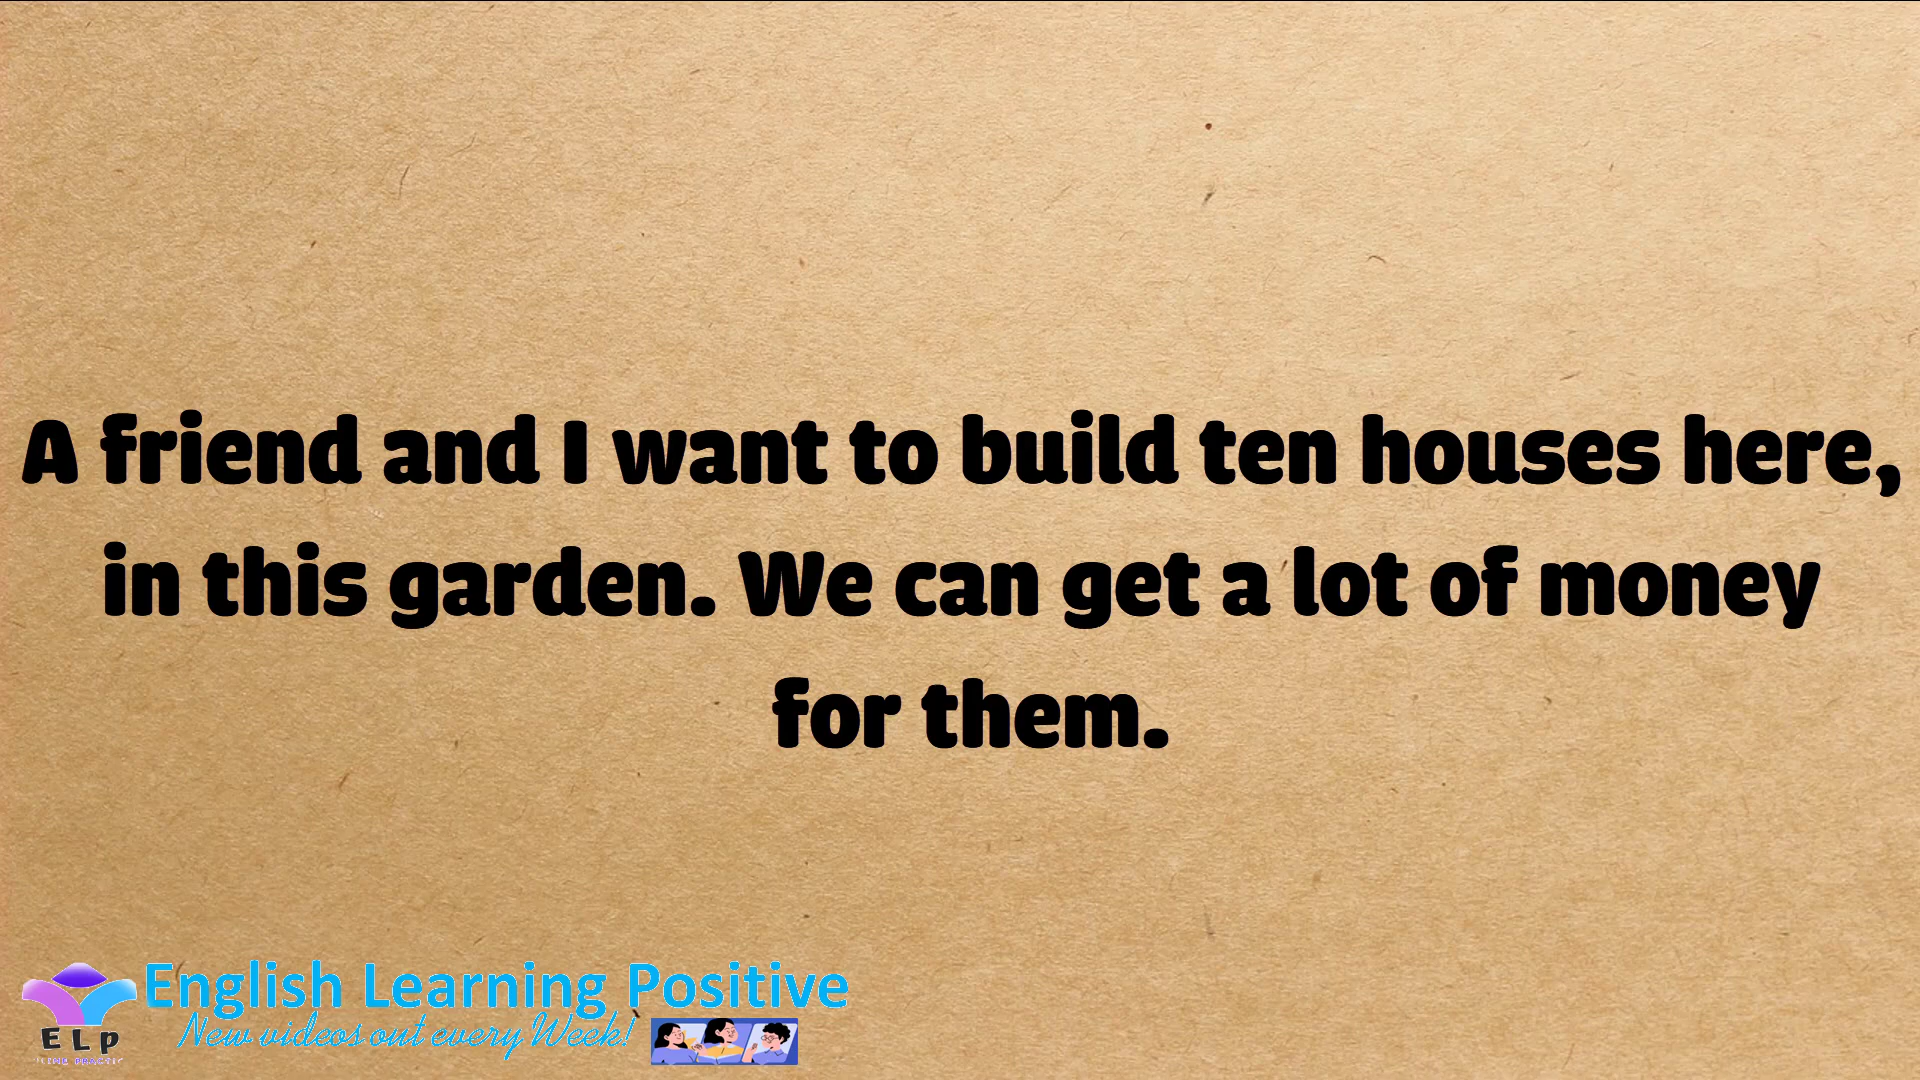 A friend and I want to build ten houses here,
in this garden. We can get a lot of money
for them.
English Learning Positive
New videos out every Week!
ELp